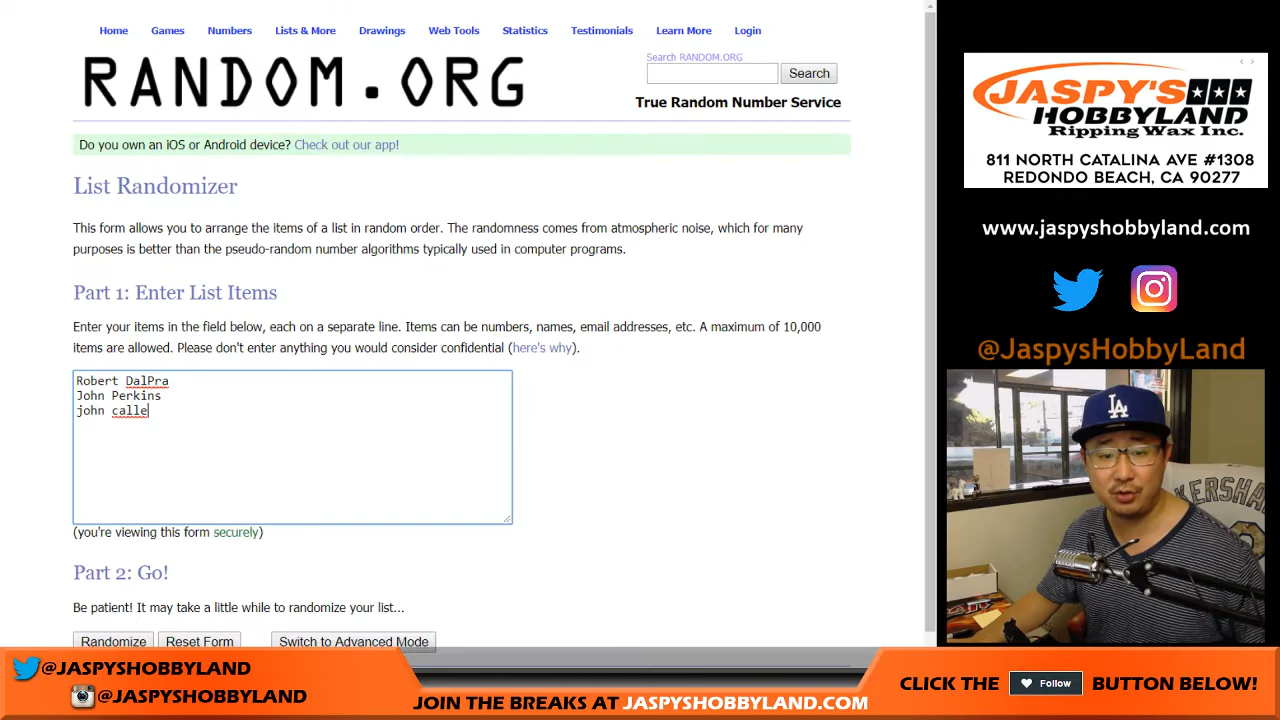 Home Games Numbers Lists & More Drawings Web Tools Statistics Testimonials Learn More Login
RANDOM.ORG
Search RANDOM.ORG
Search
True Random Number Service
Do you own an iOS or Android device? Check out our app!
List Randomizer
This form allows you to arrange the items of a list in random order. The randomness comes from atmospheric noise, which for many
purposes is better than the pseudo-random number algorithms typically used in computer programs.
Part 1: Enter List Items
Enter your items in the field below, each on a separate line. Items can be numbers, names, email addresses, etc. A maximum of 10,000
items are allowed. Please don't enter anything you would consider confidential (here's why).
Robert DalPra
John Perkins
john calle
(you're viewing this form securely)
Part 2: Go!
Be patient! It may take a little while to randomize your list...
Randomize Reset Form Switch to Advanced Mode
JASPY'S
HOBBYLAND
Ripping Wax Inc.
811 NORTH CATALINA AVE #1308
REDONDO BEACH, CA 90277
www.jaspyshobbyland.com
@JaspysHobbyLand
LA
KERSHA
@JASPYSHOBBYLAND
@JASPYSHOBBYLAND
JOIN THE BREAKS AT JASPYSHOBBYLAND.COM
CLICK THE Follow BUTTON BELOW!